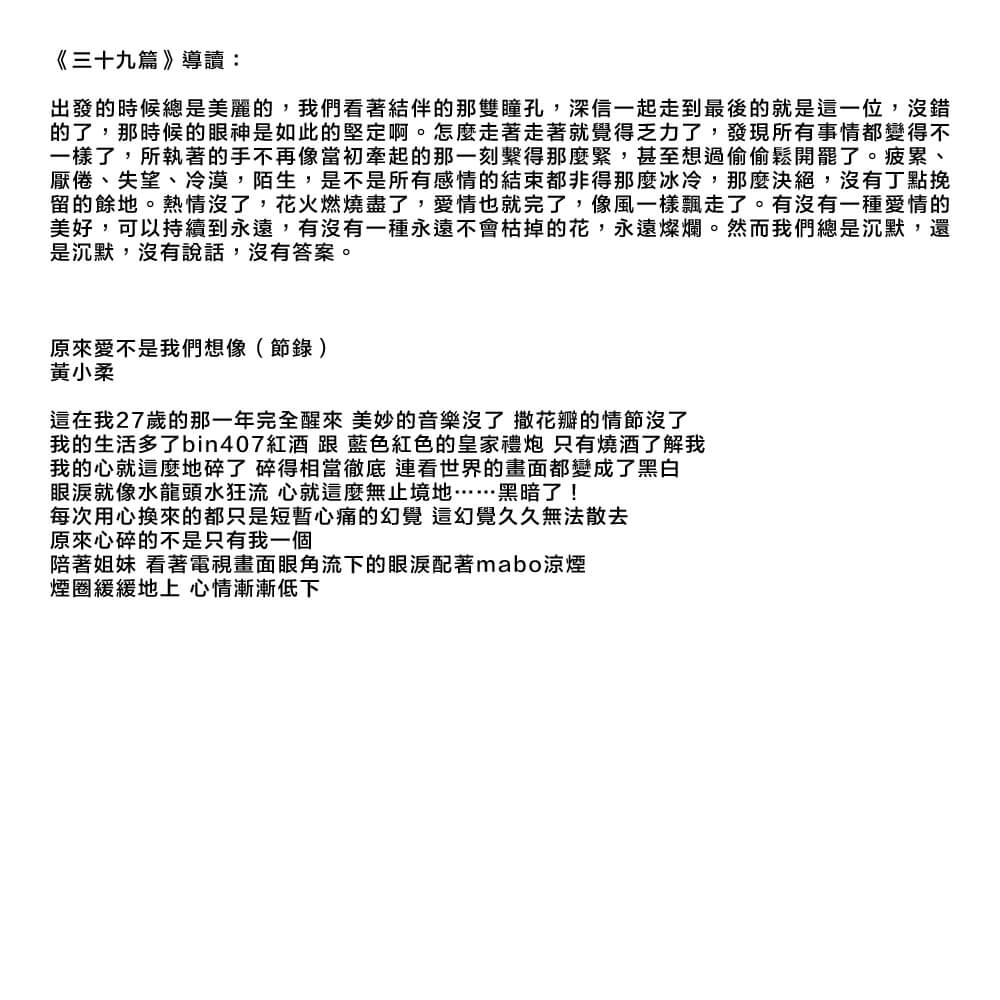 《三十九篇》導讀：
出發的時候總是美麗的，我們看著結伴的那雙瞳孔，深信一起走到最後的就是這一位，沒錯
的了，那時候的眼神是如此的堅定啊。怎麼走著走著就覺得乏力了，發現所有事情都變得不
一樣了，所執著的手不再像當初牽起的那一刻繫得那麼緊，甚至想過偷偷鬆開罷了。疲累、
厭倦、失望、冷漠，陌生，是不是所有感情的結束都非得那麼冰冷，那麼決絕，沒有丁點挽
留的餘地。熱情沒了，花火燃燒盡了，愛情也就完了，像風一樣飄走了。有沒有一種愛情的
美好，可以持續到永遠，有沒有一種永遠不會枯掉的花，永遠燦爛。然而我們總是沉默，還
是沉默，沒有說話，沒有答案。
原來愛不是我們想像（節錄）
黃小柔
這在我27歲的那一年完全醒來 美妙的音樂沒了 撒花瓣的情節沒了
我的生活多了bin407紅酒 跟 藍色紅色的皇家禮炮 只有燒酒了解我
我的心就這麼地碎了 碎得相當徹底 連看世界的畫面都變成了黑白
眼淚就像水龍頭水狂流 心就這麼無止境地⋯⋯黑暗了！
每次用心換來的都只是短暫心痛的幻覺 這幻覺久久無法散去
原來心碎的不是只有我一個
陪著姐妹 看著電視畫面眼角流下的眼淚配著mabo涼煙
煙圈緩緩地上 心情漸漸低下